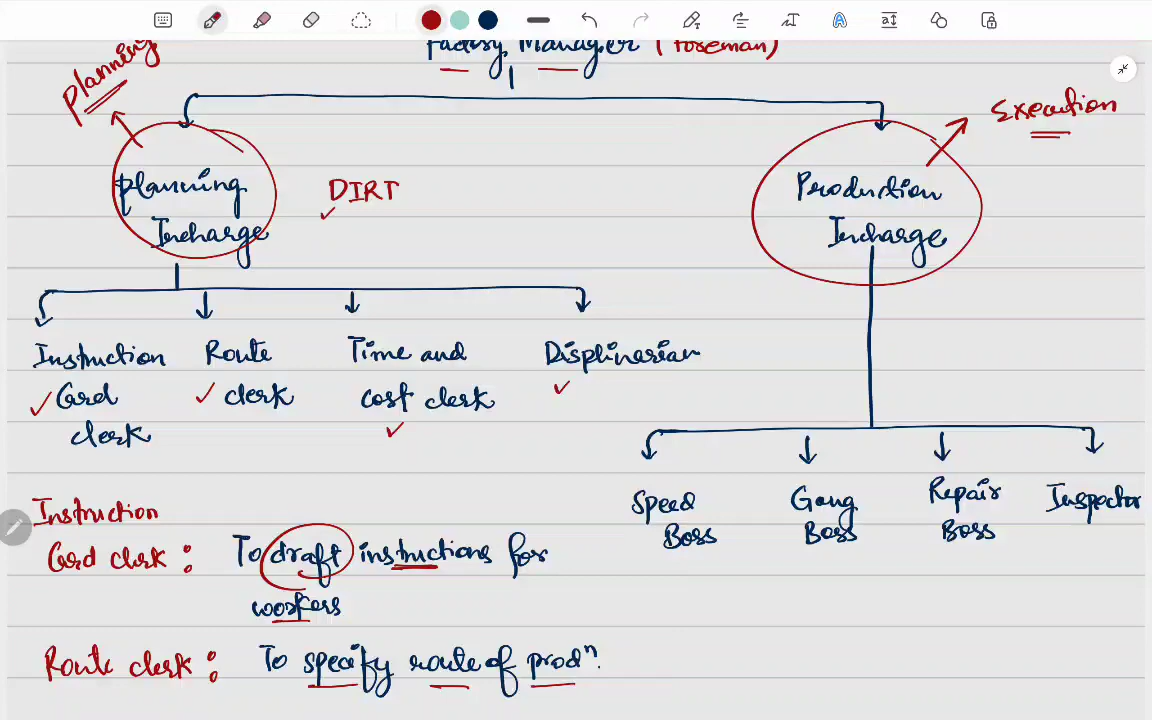 Factory Manager (foreman)
Planning
Execution
Planning
Incharge
DIRT
Production
Incharge
Instruction
Card
clerk
Route
clerk
Time and
cost clerk
Displinarian
Speed
Boss
Gang
Boss
Repair
Boss
Inspector
Instruction
Card clerk : To draft instructions for
workers
Route clerk : To specify route of prodⁿ.